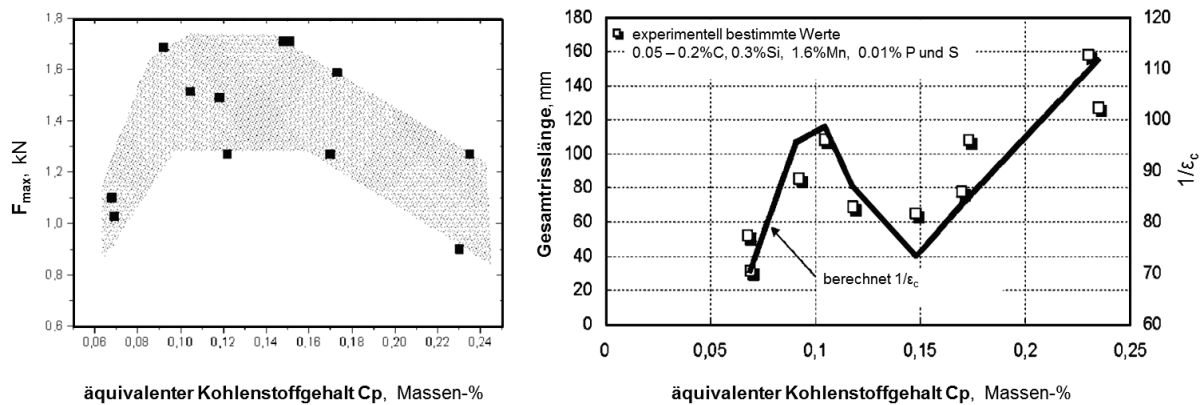 1,8
1,6
1,4
1,2
1,0
0,8
0,6
F_max, kN
0,06 0,08 0,10 0,12 0,14 0,16 0,18 0,20 0,22 0,24
äquivalenter Kohlenstoffgehalt Cp, Massen-%
180
160
140
120
100
80
60
40
20
0
Gesamtrisslänge, mm
experimentell bestimmte Werte
0.05 – 0.2%C, 0.3%Si, 1.6%Mn, 0.01% P und S
berechnet 1/ε_c
120
110
100
90
80
70
60
1/ε_c
0 0,05 0,1 0,15 0,2 0,25
äquivalenter Kohlenstoffgehalt Cp, Massen-%